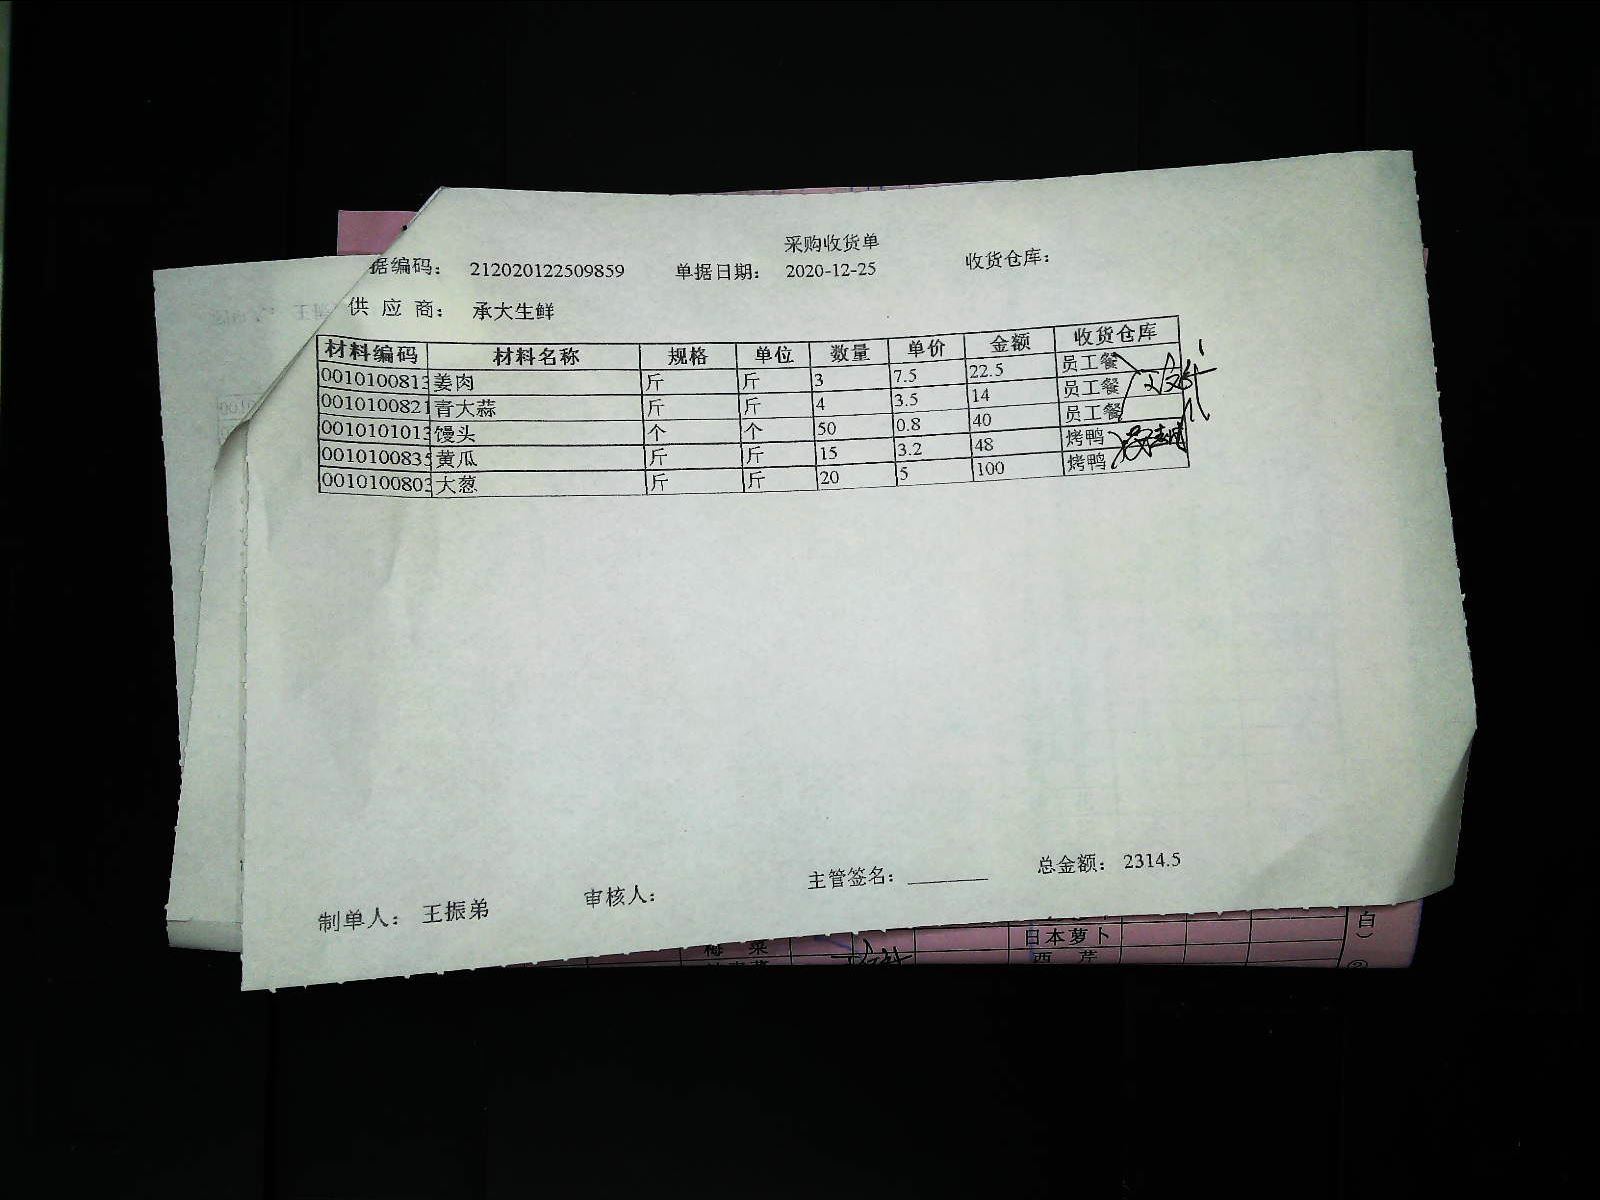 采购收货单
据编码： 212020122509859 单据日期： 2020-12-25 收货仓库：
供 应 商： 承大生鲜
材料编码 材料名称 规格 单位 数量 单价 金额 收货仓库
0010100813 姜肉 斤 斤 3 7.5 22.5 员工餐
0010100821 青大蒜 斤 斤 4 3.5 14 员工餐
0010101013 馒头 个 个 50 0.8 40 员工餐
0010100835 黄瓜 斤 斤 15 3.2 48 烤鸭
0010100803 大葱 斤 斤 20 5 100 烤鸭
制单人： 王振弟 审核人： 主管签名： 总金额： 2314.5
梅 菜 日本萝卜
西 芹
白）